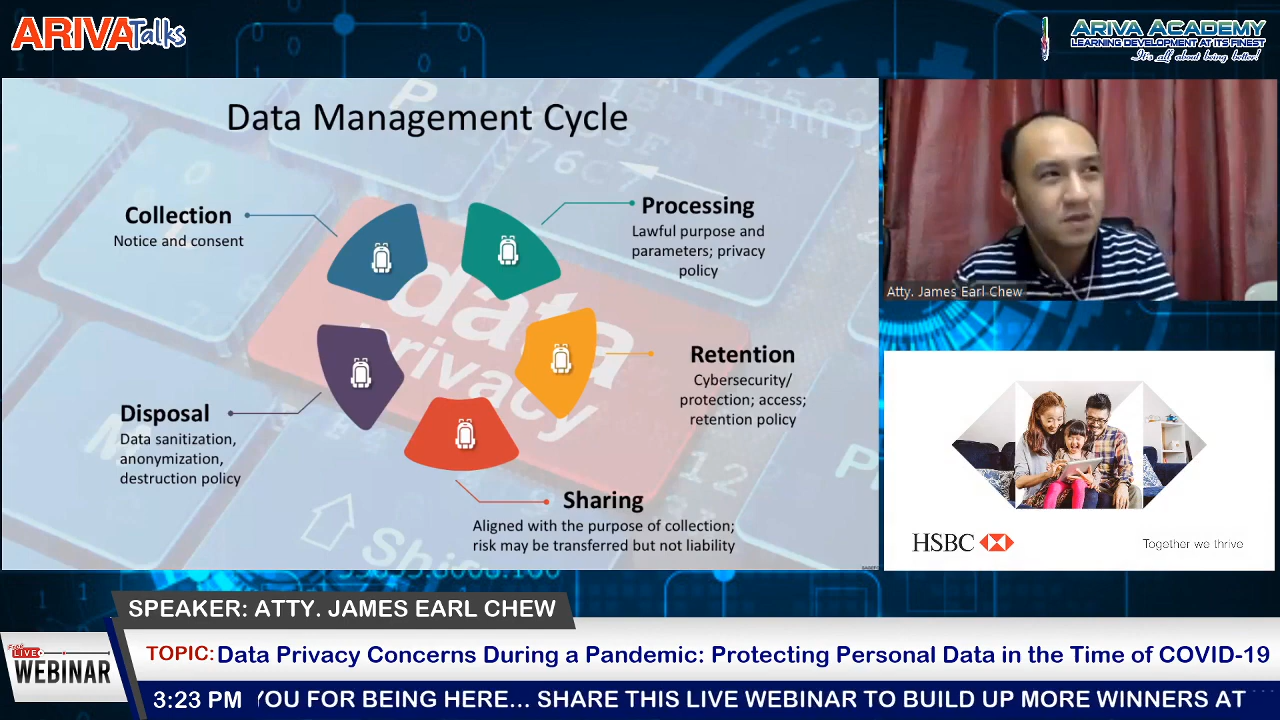 ARIVATalks
ARIVA ACADEMY
LEARNING DEVELOPMENT AT ITS FINEST
It's all about being better!
Data Management Cycle
Collection
Notice and consent
Processing
Lawful purpose and
parameters; privacy
policy
Retention
Cybersecurity/
protection; access;
retention policy
Disposal
Data sanitization,
anonymization,
destruction policy
Sharing
Aligned with the purpose of collection;
risk may be transferred but not liability
data
privacy
Shi
Atty. James Earl Chew
HSBC
Together we thrive
SPEAKER: ATTY. JAMES EARL CHEW
Free
LIVE
WEBINAR
TOPIC: Data Privacy Concerns During a Pandemic: Protecting Personal Data in the Time of COVID-19
3:23 PM YOU FOR BEING HERE... SHARE THIS LIVE WEBINAR TO BUILD UP MORE WINNERS AT